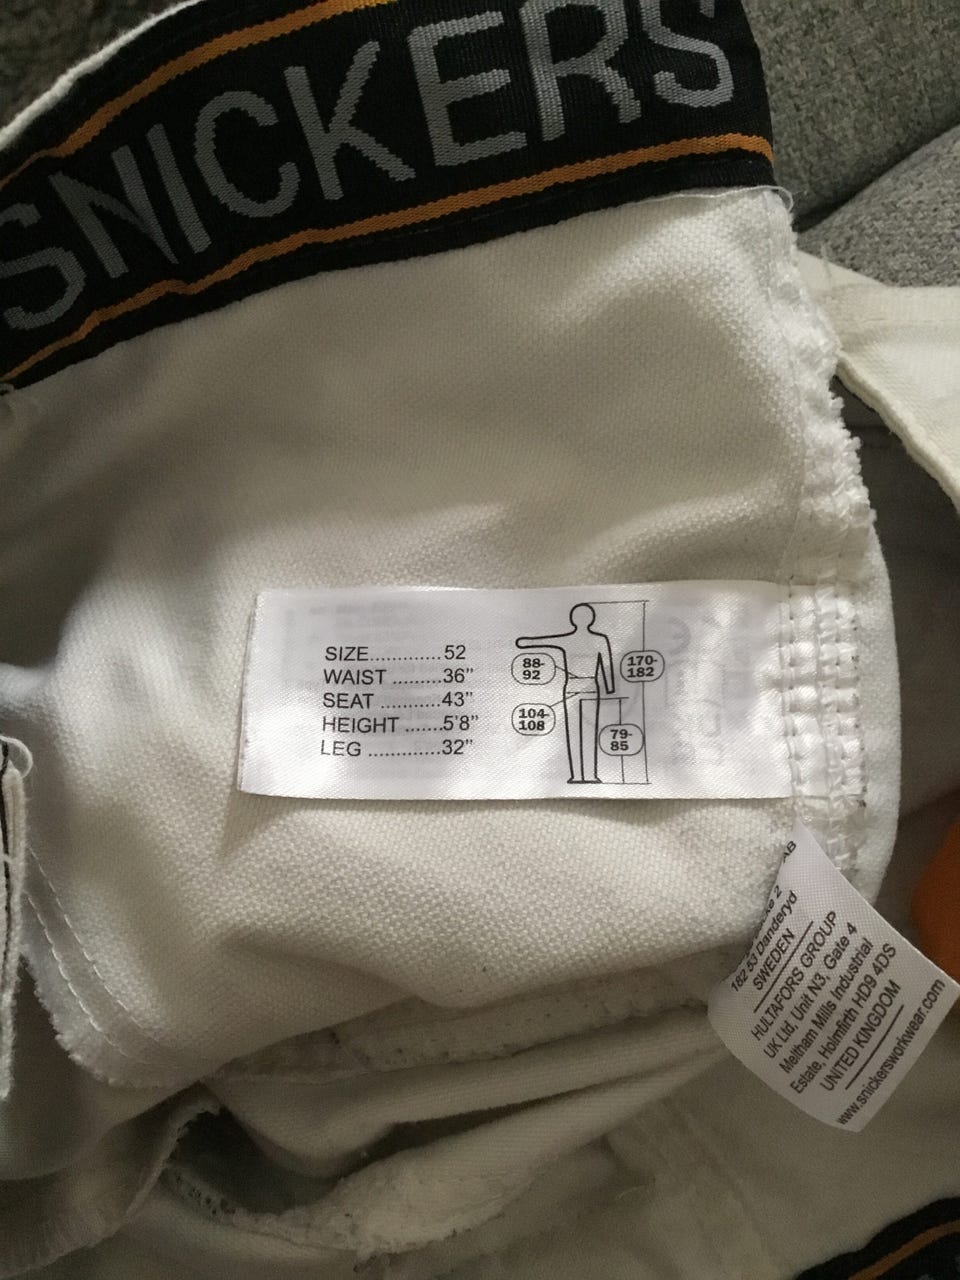 SNICKERS
SIZE.............52
WAIST .........36”
SEAT ...........43”
HEIGHT .......5’8”
LEG .............32”
88-
92
170-
182
104-
108
79-
85
AB
2
182 53 Danderyd
SWEDEN
HULTAFORS GROUP
UK Ltd, Unit N3, Gate 4
Meltham Mills Industrial
Estate, Holmfirth HD9 4DS
UNITED KINGDOM
www.snickersworkwear.com